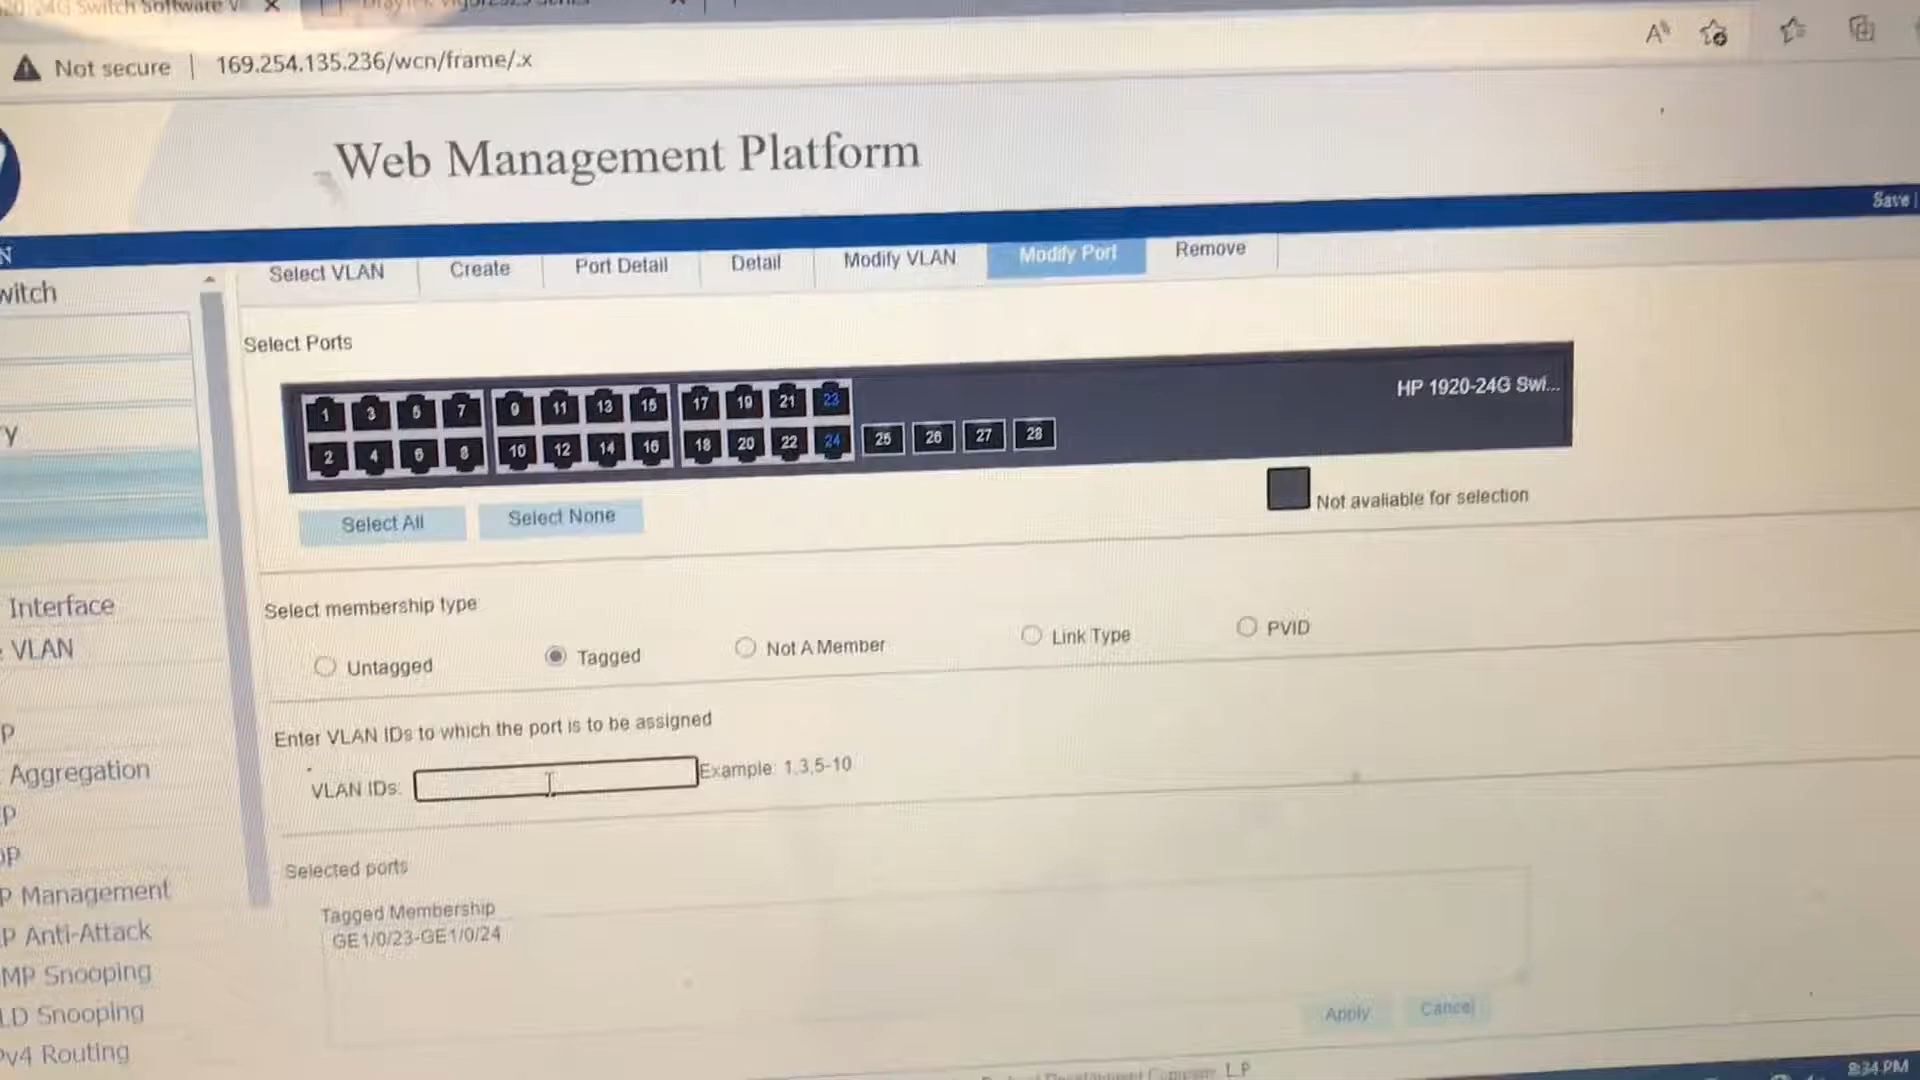 Not secure | 169.254.135.236/wcn/frame/.x
Web Management Platform
Save |
N
Select VLAN Create Port Detail Detail Modify VLAN Modify Port Remove
witch
y
Interface
VLAN
P
Aggregation
P
P Management
P Anti-Attack
MP Snooping
LD Snooping
Pv4 Routing
Select Ports
1 3 5 7 9 11 13 15 17 19 21 23
HP 1920-24G Swi...
2 4 6 8 10 12 14 16 18 20 22 24 25 26 27 28
Not avaliable for selection
Select All Select None
Select membership type
Untagged Tagged Not A Member Link Type PVID
Enter VLAN IDs to which the port is to be assigned
VLAN IDs: Example: 1,3,5-10
Selected ports
Tagged Membership
GE1/0/23-GE1/0/24
Apply Cancel
L.P
8:34 PM